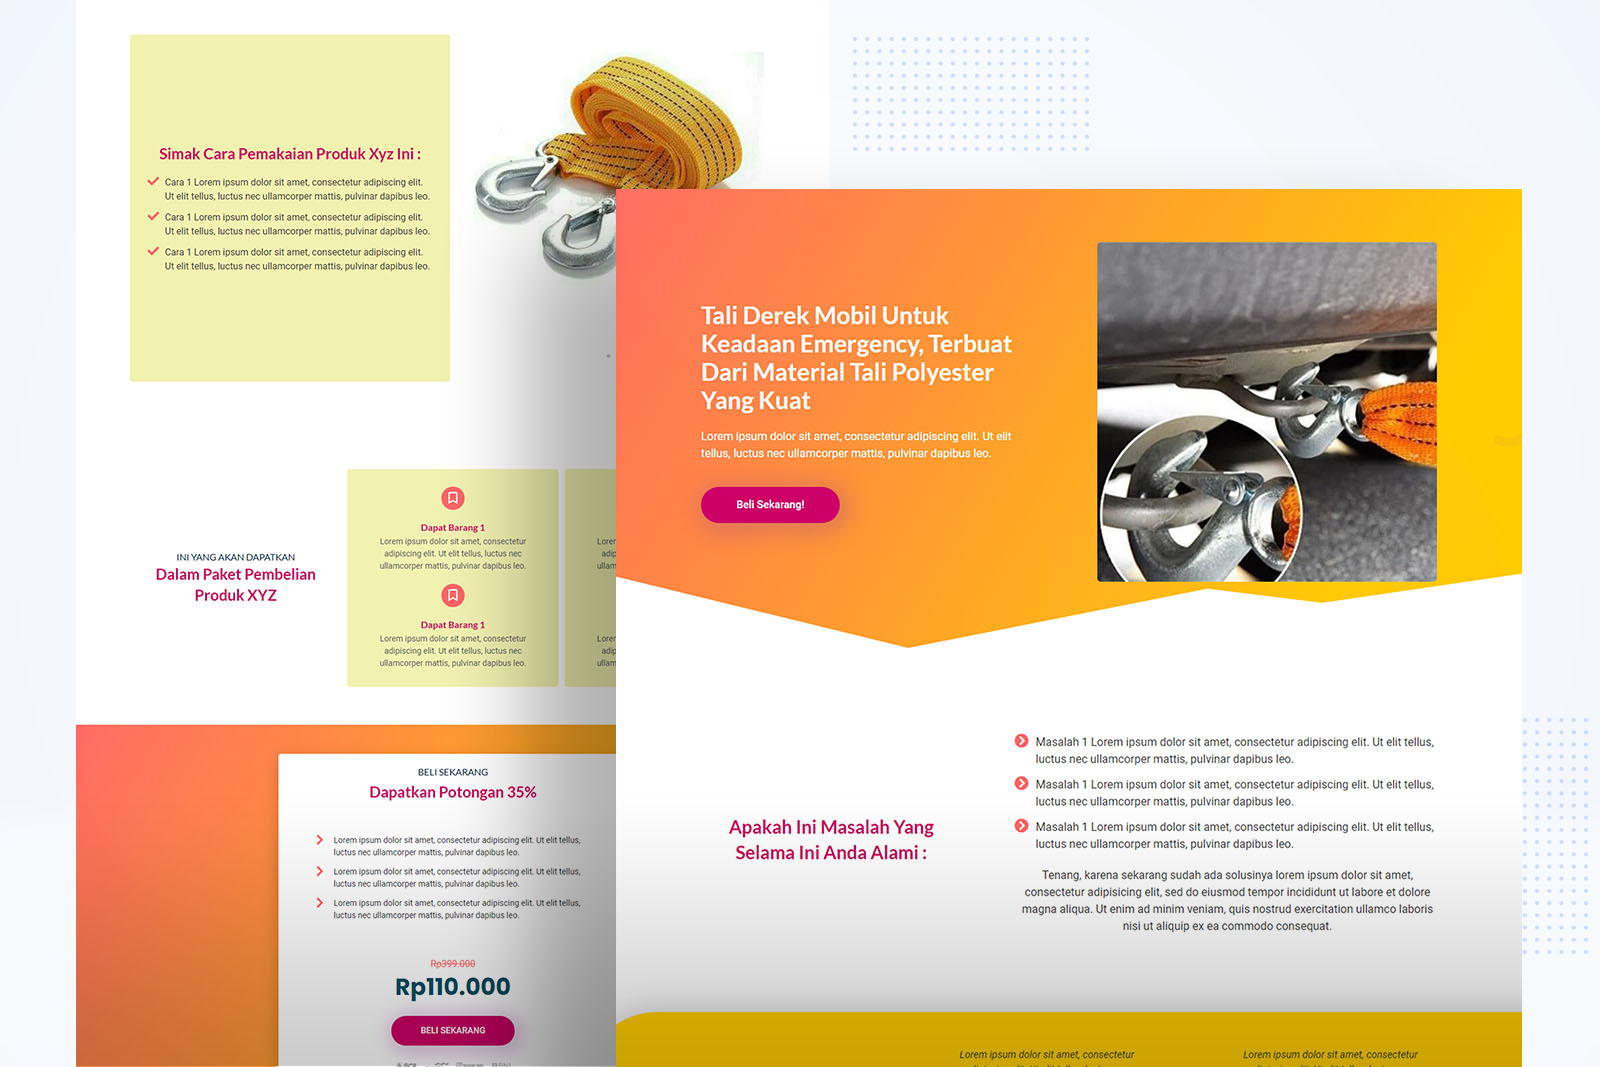 Simak Cara Pemakaian Produk Xyz Ini :
Cara 1 Lorem ipsum dolor sit amet, consectetur adipiscing elit.
Ut elit tellus, luctus nec ullamcorper mattis, pulvinar dapibus leo.
Cara 1 Lorem ipsum dolor sit amet, consectetur adipiscing elit.
Ut elit tellus, luctus nec ullamcorper mattis, pulvinar dapibus leo.
Cara 1 Lorem ipsum dolor sit amet, consectetur adipiscing elit.
Ut elit tellus, luctus nec ullamcorper mattis, pulvinar dapibus leo.
INI YANG AKAN DAPATKAN
Dalam Paket Pembelian
Produk XYZ
Dapat Barang 1
Lorem ipsum dolor sit amet, consectetur
adipiscing elit. Ut elit tellus, luctus nec
ullamcorper mattis, pulvinar dapibus leo.
Dapat Barang 1
Lorem ipsum dolor sit amet, consectetur
adipiscing elit. Ut elit tellus, luctus nec
ullamcorper mattis, pulvinar dapibus leo.
BELI SEKARANG
Dapatkan Potongan 35%
Lorem ipsum dolor sit amet, consectetur adipiscing elit. Ut elit tellus,
luctus nec ullamcorper mattis, pulvinar dapibus leo.
Lorem ipsum dolor sit amet, consectetur adipiscing elit. Ut elit tellus,
luctus nec ullamcorper mattis, pulvinar dapibus leo.
Lorem ipsum dolor sit amet, consectetur adipiscing elit. Ut elit tellus,
luctus nec ullamcorper mattis, pulvinar dapibus leo.
Rp399.000
Rp110.000
BELI SEKARANG
Tali Derek Mobil Untuk
Keadaan Emergency, Terbuat
Dari Material Tali Polyester
Yang Kuat
Lorem ipsum dolor sit amet, consectetur adipiscing elit. Ut elit
tellus, luctus nec ullamcorper mattis, pulvinar dapibus leo.
Beli Sekarang!
Apakah Ini Masalah Yang
Selama Ini Anda Alami :
Masalah 1 Lorem ipsum dolor sit amet, consectetur adipiscing elit. Ut elit tellus,
luctus nec ullamcorper mattis, pulvinar dapibus leo.
Masalah 1 Lorem ipsum dolor sit amet, consectetur adipiscing elit. Ut elit tellus,
luctus nec ullamcorper mattis, pulvinar dapibus leo.
Masalah 1 Lorem ipsum dolor sit amet, consectetur adipiscing elit. Ut elit tellus,
luctus nec ullamcorper mattis, pulvinar dapibus leo.
Tenang, karena sekarang sudah ada solusinya lorem ipsum dolor sit amet,
consectetur adipisicing elit, sed do eiusmod tempor incididunt ut labore et dolore
magna aliqua. Ut enim ad minim veniam, quis nostrud exercitation ullamco laboris
nisi ut aliquip ex ea commodo consequat.
Lorem ipsum dolor sit amet, consectetur
Lorem ipsum dolor sit amet, consectetur